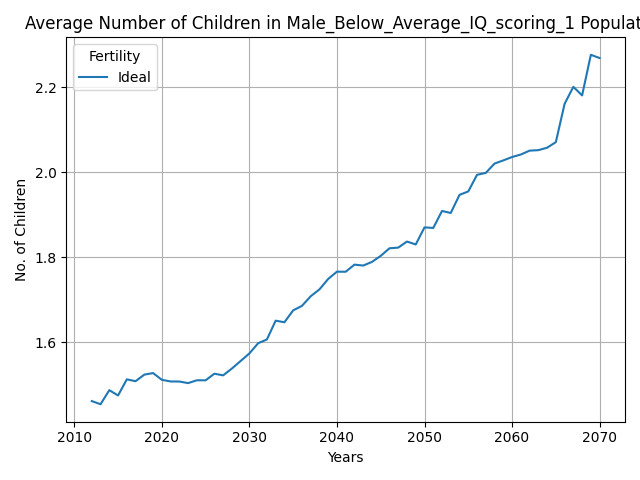 Average Number of Children in Male_Below_Average_IQ_scoring_1 Populat
Fertility
Ideal
No. of Children
2.2
2.0
1.8
1.6
2010 2020 2030 2040 2050 2060 2070
Years